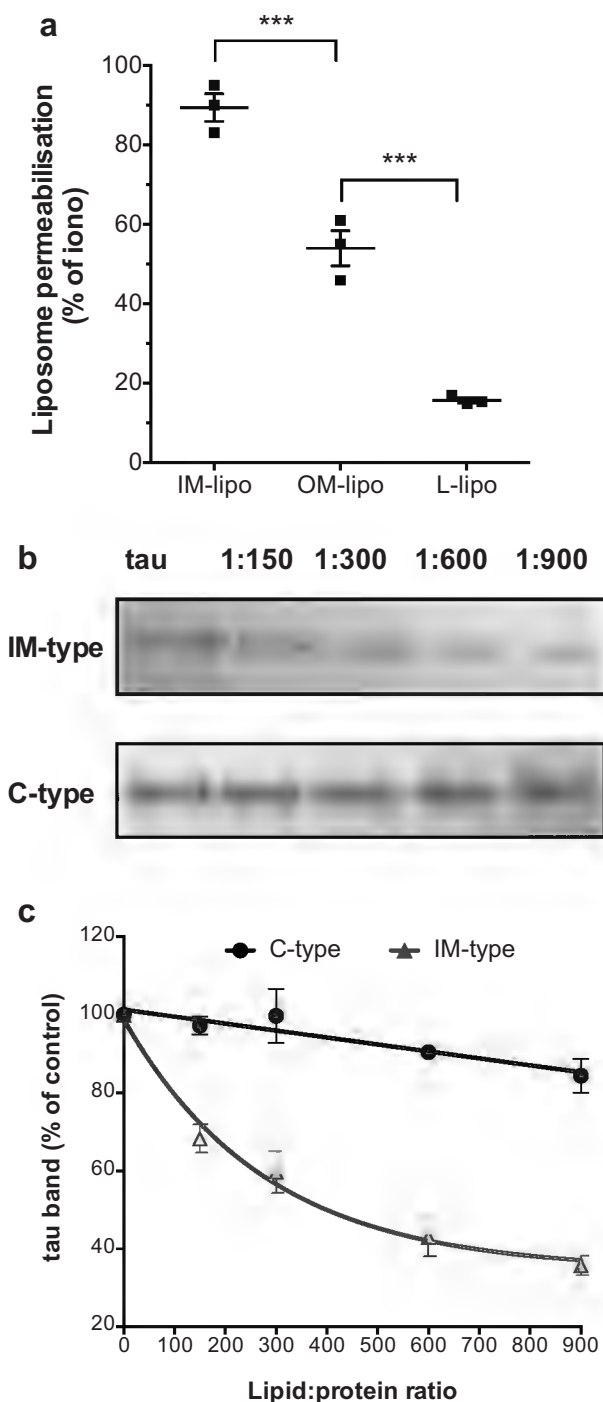 a
***
***
100
80
60
40
20
0
Liposome permeabilisation
(% of iono)
IM-lipo OM-lipo L-lipo
b
tau 1:150 1:300 1:600 1:900
IM-type
C-type
c
C-type IM-type
120
100
80
60
40
20
tau band (% of control)
0 100 200 300 400 500 600 700 800 900
Lipid:protein ratio